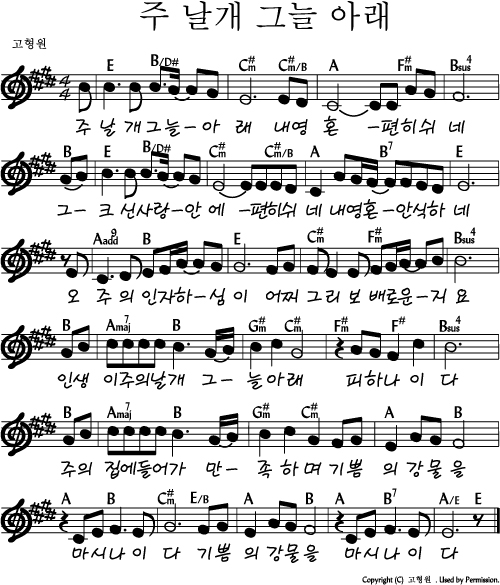 주 날개 그늘 아래
고형원
E B/D# C#m C#m/B A F#m Bsus4
4 4
주 날 개 그늘-아 래 내영 혼 -편히쉬 네
B E B/D# C#m C#m/B A B7 E
그- 크 신사랑-안 에 -편히쉬 네 내영혼-안식하 네
Aadd9 B E C#m F#m Bsus4
오 주 의 인자하-심 이 어찌 그리 보 배로운-지 요
B Amaj7 B G#m C#m F#m F# Bsus4
인생 이주의날개 그- 늘아래 피하나 이 다
B Amaj7 B G#m C#m A B
주의 집에들어가 만- 족 하 며 기쁨 의 강물 을
A B C#m E/B A B7 A/E E
마시나 이 다 기쁨 의 강물을 마시나 이 다
Copyright (C) 고형원 . Used by Permission.